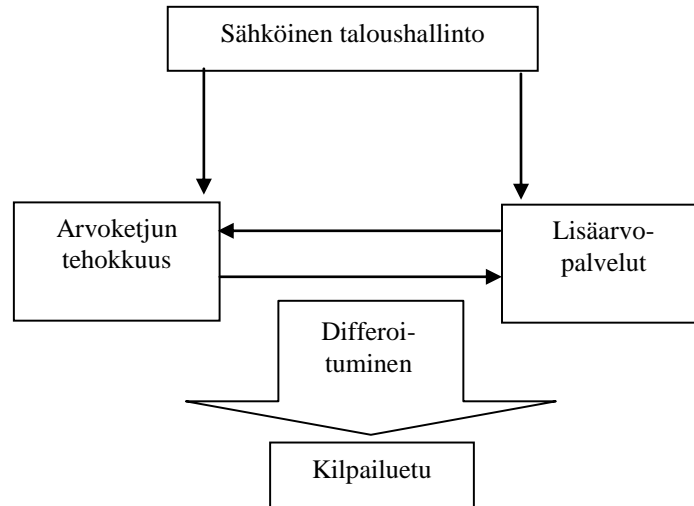 Sähköinen taloushallinto
Arvoketjun
tehokkuus
Lisäarvo-
palvelut
Differoi-
tuminen
Kilpailuetu